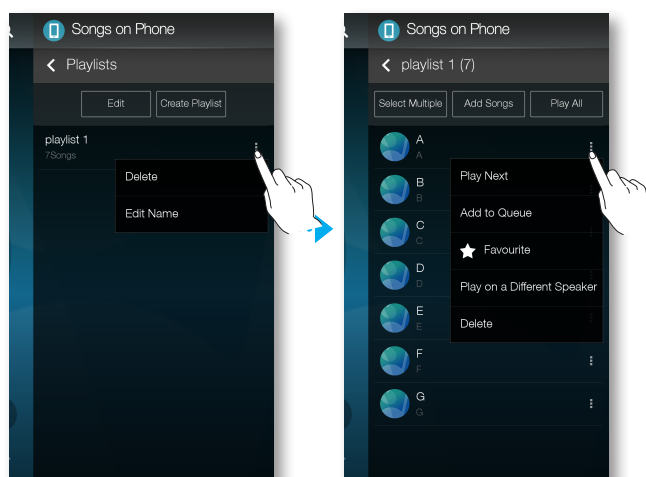 Songs on Phone
Playlists
Edit
Create Playlist
playlist 1
7Songs
Delete
Edit Name
Songs on Phone
playlist 1 (7)
Select Multiple
Add Songs
Play All
A
A
B
B
C
C
D
D
E
E
F
F
G
G
Play Next
Add to Queue
Favourite
Play on a Different Speaker
Delete